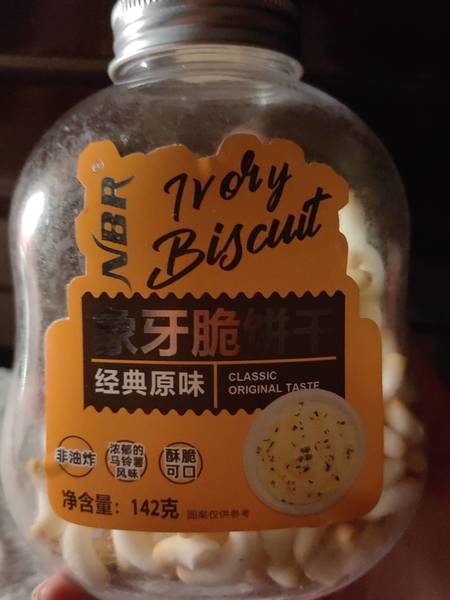 NBR
Ivory
Biscuit
象牙脆饼干
经典原味
CLASSIC
ORIGINAL TASTE
非油炸
浓郁的
马铃薯
风味
酥脆
可口
净含量：142克
图案仅供参考